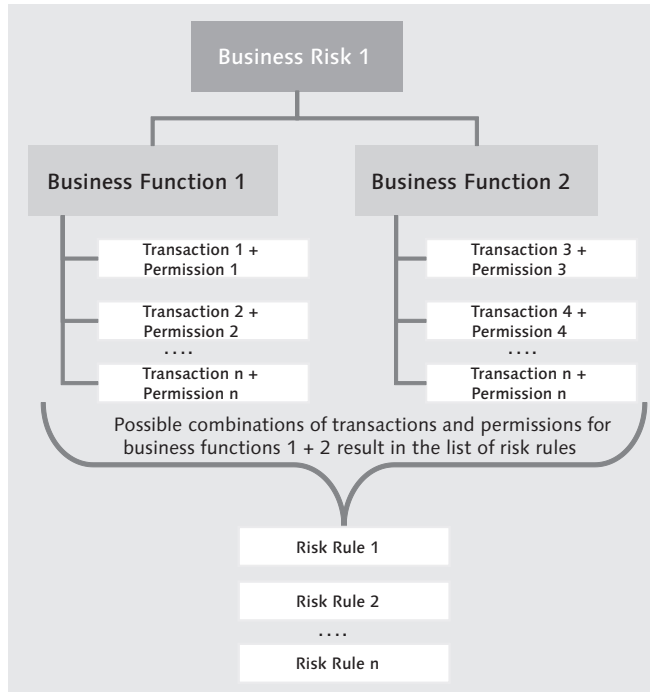 Business Risk 1
Business Function 1
Transaction 1 +
Permission 1
Transaction 2 +
Permission 2
....
Transaction n +
Permission n
Business Function 2
Transaction 3 +
Permission 3
Transaction 4 +
Permission 4
....
Transaction n +
Permission n
Possible combinations of transactions and permissions for
business functions 1 + 2 result in the list of risk rules
Risk Rule 1
Risk Rule 2
....
Risk Rule n